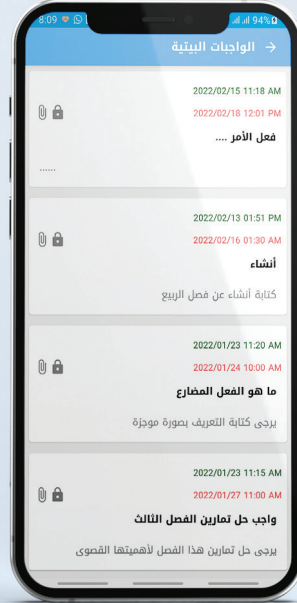 8:09
94%
الواجبات البيتية
2022/02/15 11:18 AM
2022/02/18 12:01 PM
فعل الأمر ....
......
2022/02/13 01:51 PM
2022/02/16 01:30 AM
أنشاء
كتابة أنشاء عن فصل الربيع
2022/01/23 11:20 AM
2022/01/24 10:00 AM
ما هو الفعل المضارع
يرجى كتابة التعريف بصورة موجزة
2022/01/23 11:15 AM
2022/01/27 11:00 AM
واجب حل تمارين الفصل الثالث
يرجى حل تمارين هذا الفصل لأهميتها القصوى